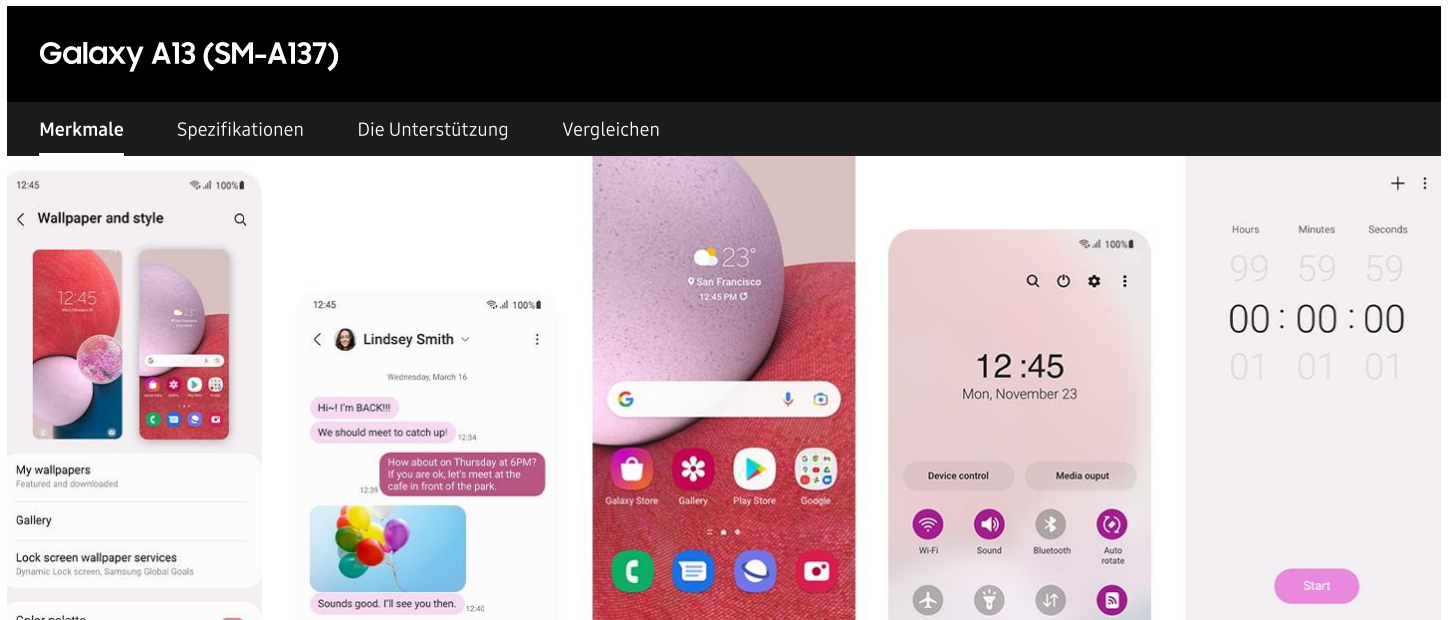 Galaxy A13 (SM-A137)
Merkmale Spezifikationen Die Unterstützung Vergleichen
12:45 100%
Wallpaper and style
12:45
23°
My wallpapers
Featured and downloaded
Gallery
Lock screen wallpaper services
Dynamic Lock screen, Samsung Global Goals
Color palette
12:45 100%
Lindsey Smith
Wednesday, March 16
Hi~! I'm BACK!!!
We should meet to catch up! 12:34
How about on Thursday at 6PM?
If you are ok, let's meet at the
12:39 cafe in front of the park.
Sounds good. I'll see you then. 12:40
23°
San Francisco
12:45 PM
Galaxy Store Gallery Play Store Google
100%
12:45
Mon, November 23
Device control Media ouput
Wi-Fi Sound Bluetooth Auto
rotate
Hours Minutes Seconds
99 59 59
00 : 00 : 00
01 01 01
Start